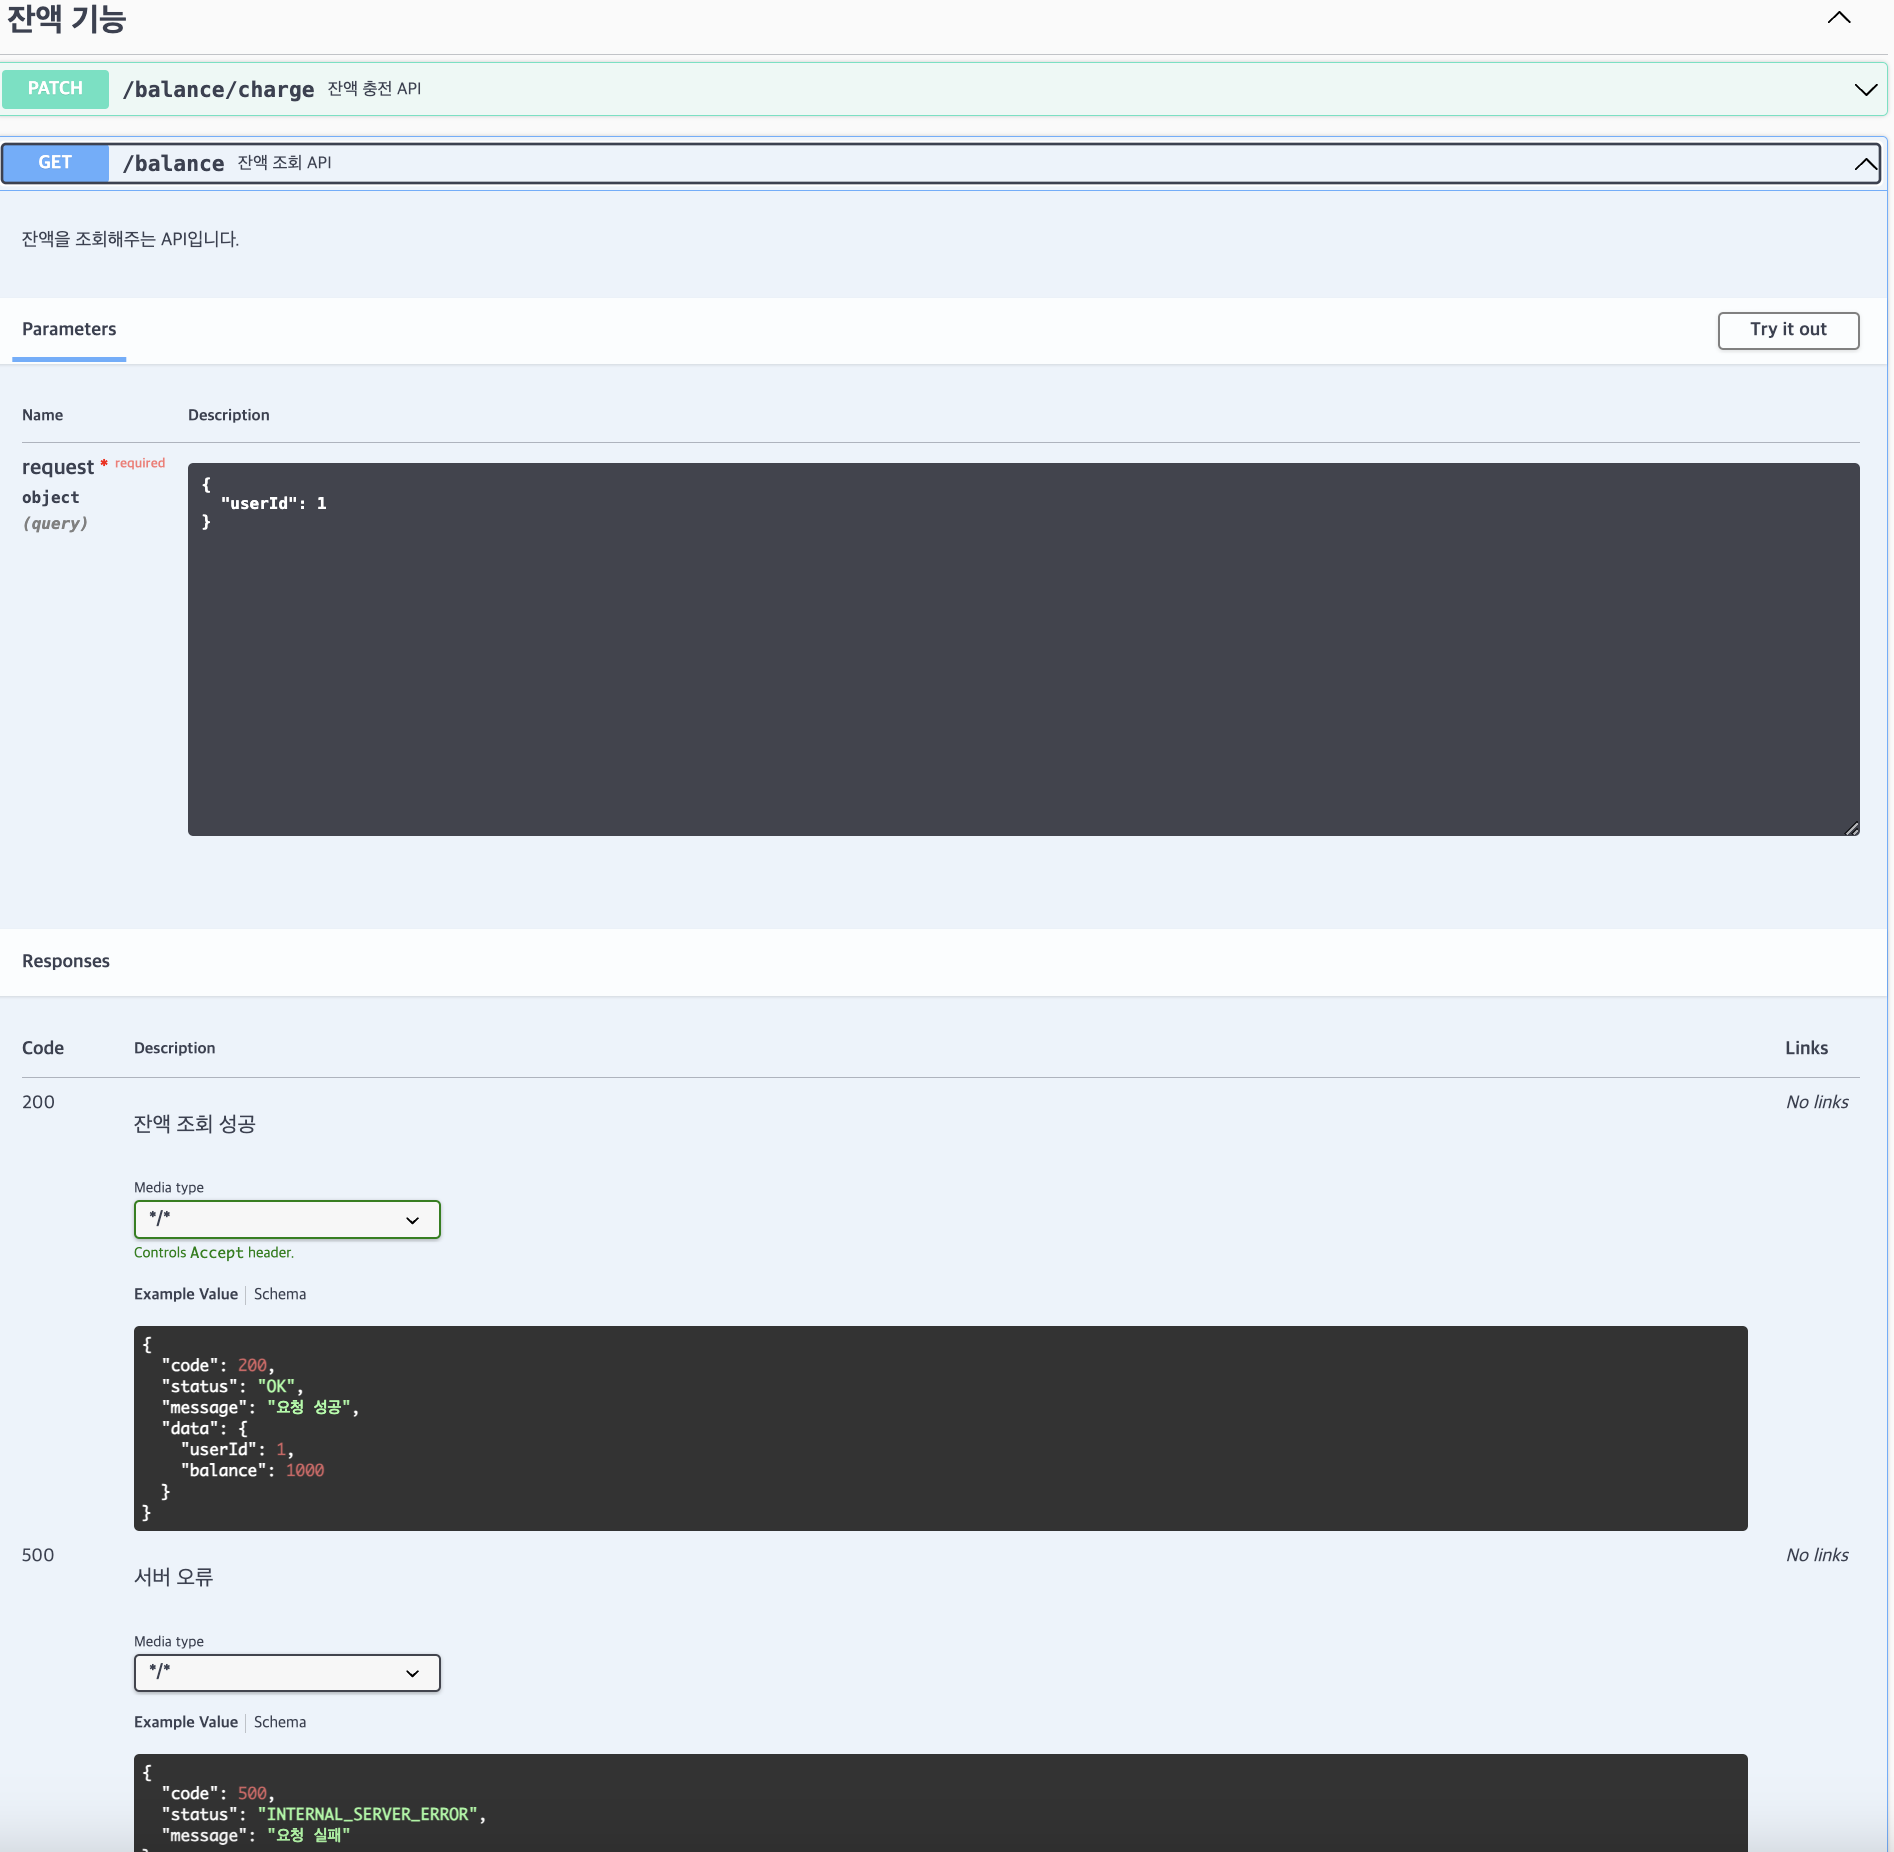 잔액 기능
PATCH /balance/charge 잔액 충전 API
GET /balance 잔액 조회 API
잔액을 조회해주는 API입니다.
Parameters
Try it out
Name Description
request * required
object
(query)
{
  "userId": 1
}
Responses
Code Description Links
200
잔액 조회 성공
No links
Media type
*/*
Controls Accept header.
Example Value Schema
{
  "code": 200,
  "status": "OK",
  "message": "요청 성공",
  "data": {
    "userId": 1,
    "balance": 1000
  }
}
500
서버 오류
No links
Media type
*/*
Example Value Schema
{
  "code": 500,
  "status": "INTERNAL_SERVER_ERROR",
  "message": "요청 실패"
}